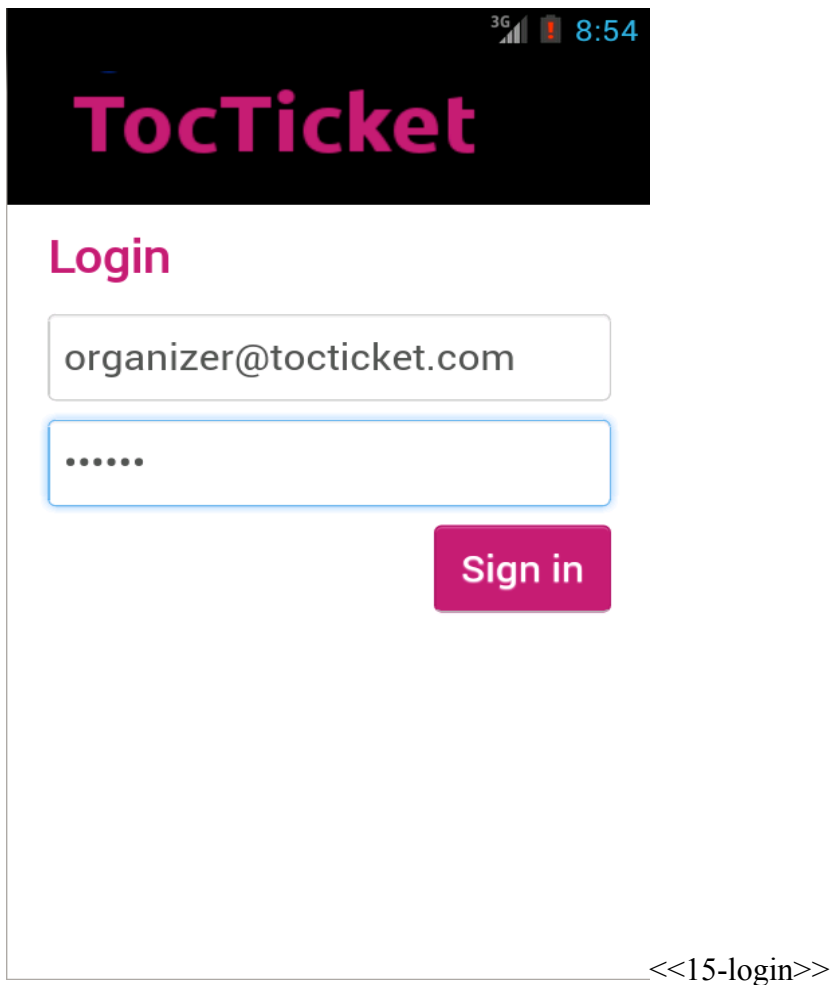 3G 8:54
TocTicket
Login
organizer@tocticket.com
••••••
Sign in
<<15-login>>